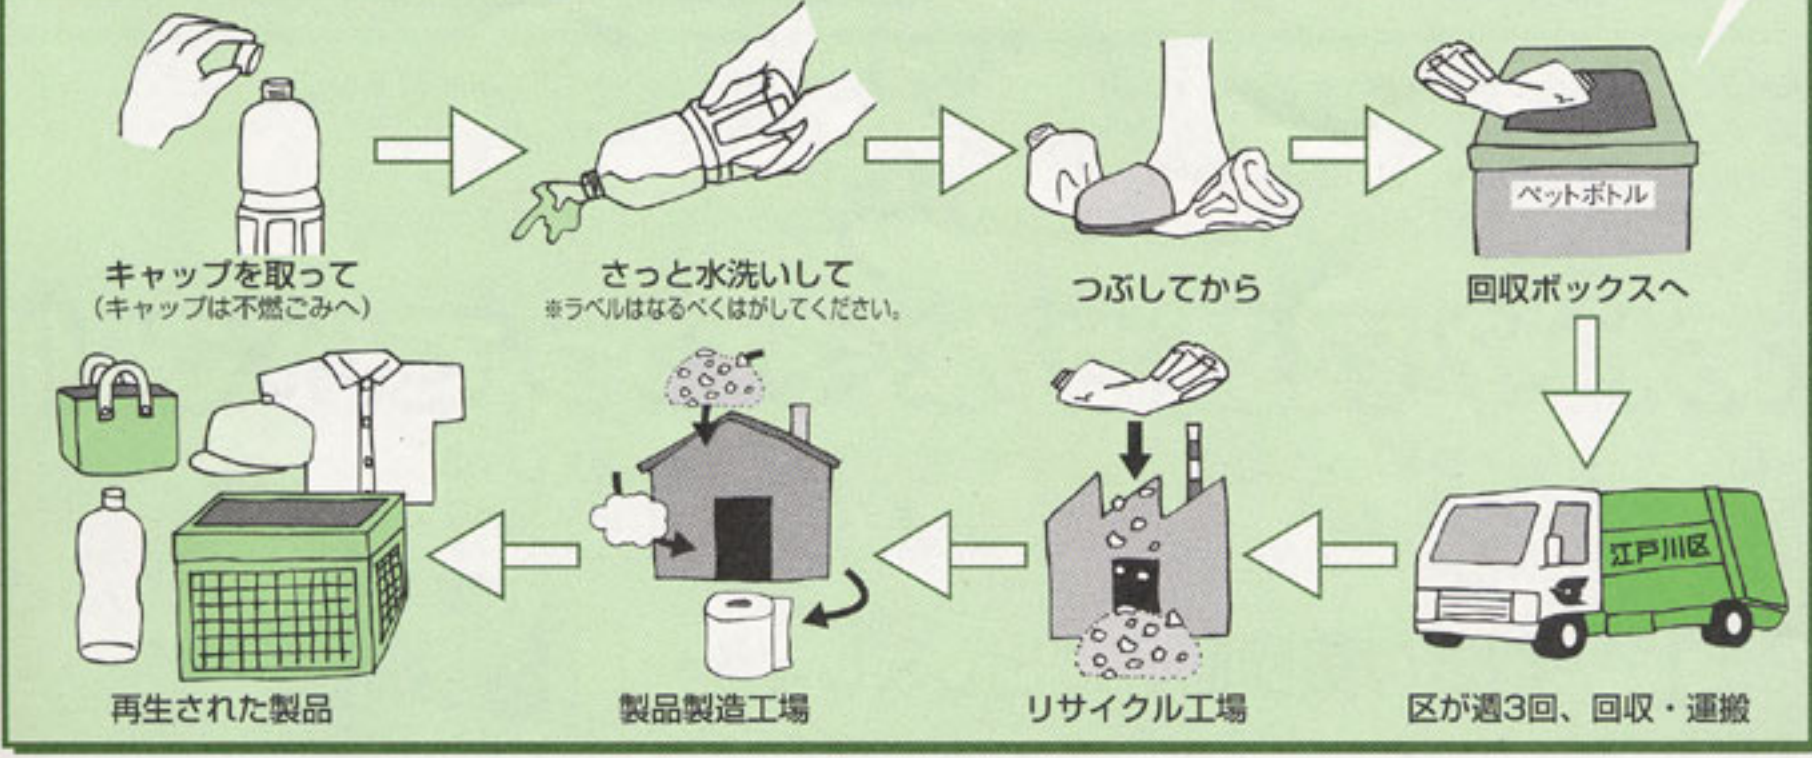 ペットボトル
キャップを取って
(キャップは不燃ごみへ)
さっと水洗いして
※ラベルはなるべくはがしてください。
つぶしてから
回収ボックスへ
江戸川区
再生された製品
製品製造工場
リサイクル工場
区が週3回、回収・運搬